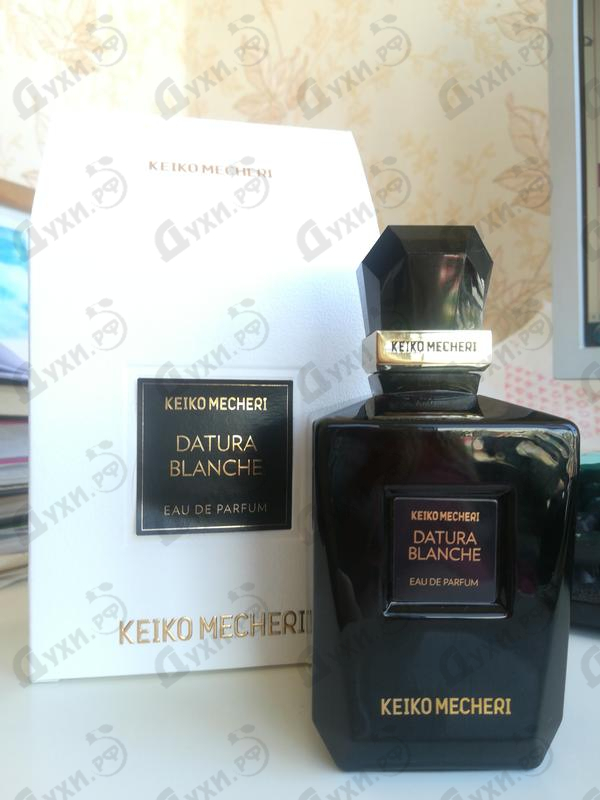 KEIKO MECHERI
KEIKO MECHERI
DATURA
BLANCHE
EAU DE PARFUM
KEIKO MECHERI
KEIKO MECHERI
KEIKO MECHERI
DATURA
BLANCHE
EAU DE PARFUM
KEIKO MECHERI
Духи.РФ